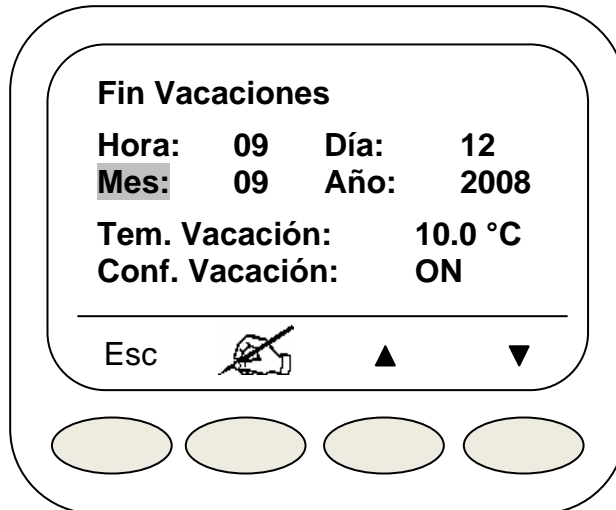 Fin Vacaciones
Hora: 09 Día: 12
Mes: 09 Año: 2008
Tem. Vacación: 10.0 °C
Conf. Vacación: ON
Esc